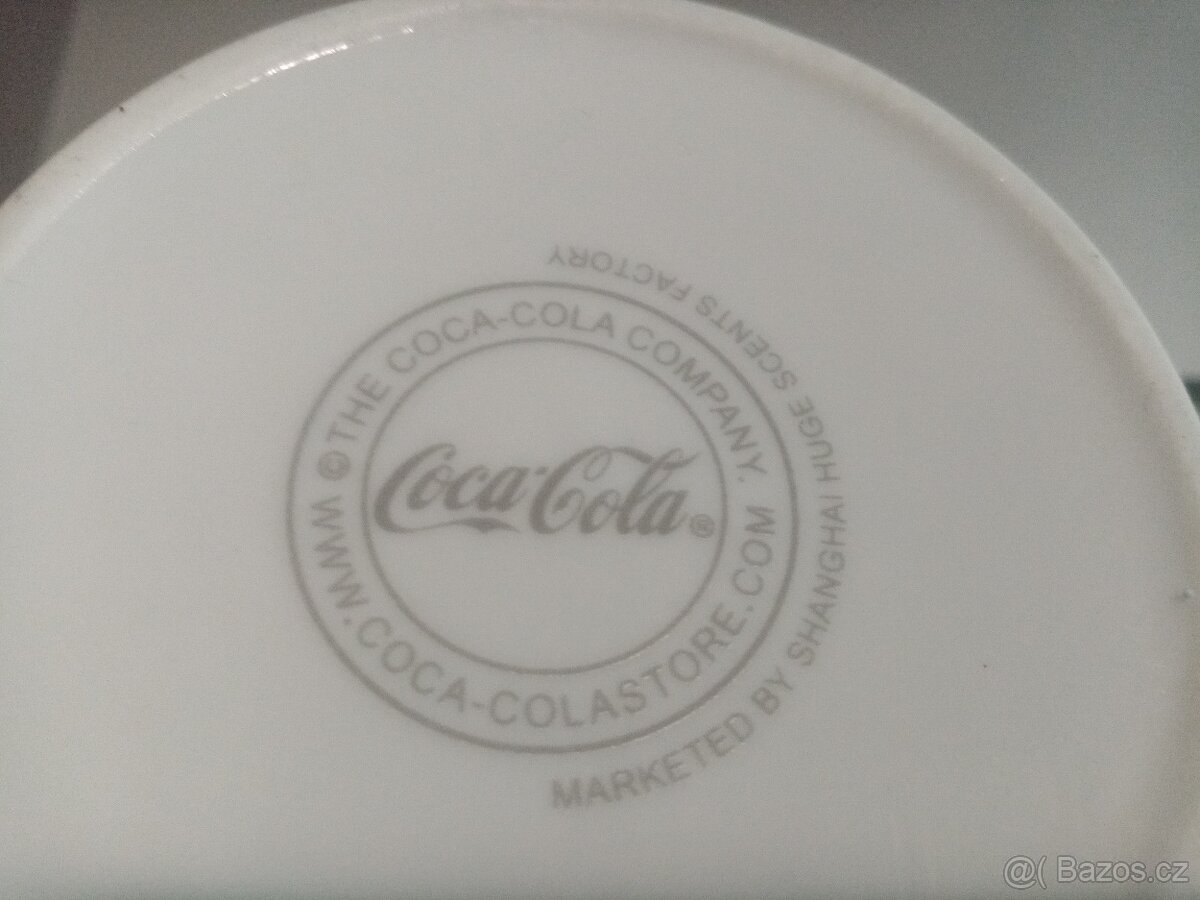 © THE COCA-COLA COMPANY.
Coca-Cola®
WWW.COCA-COLASTORE.COM
MARKETED BY SHANGHAI HUGE SCENTS FACTORY
@( Bazos.cz